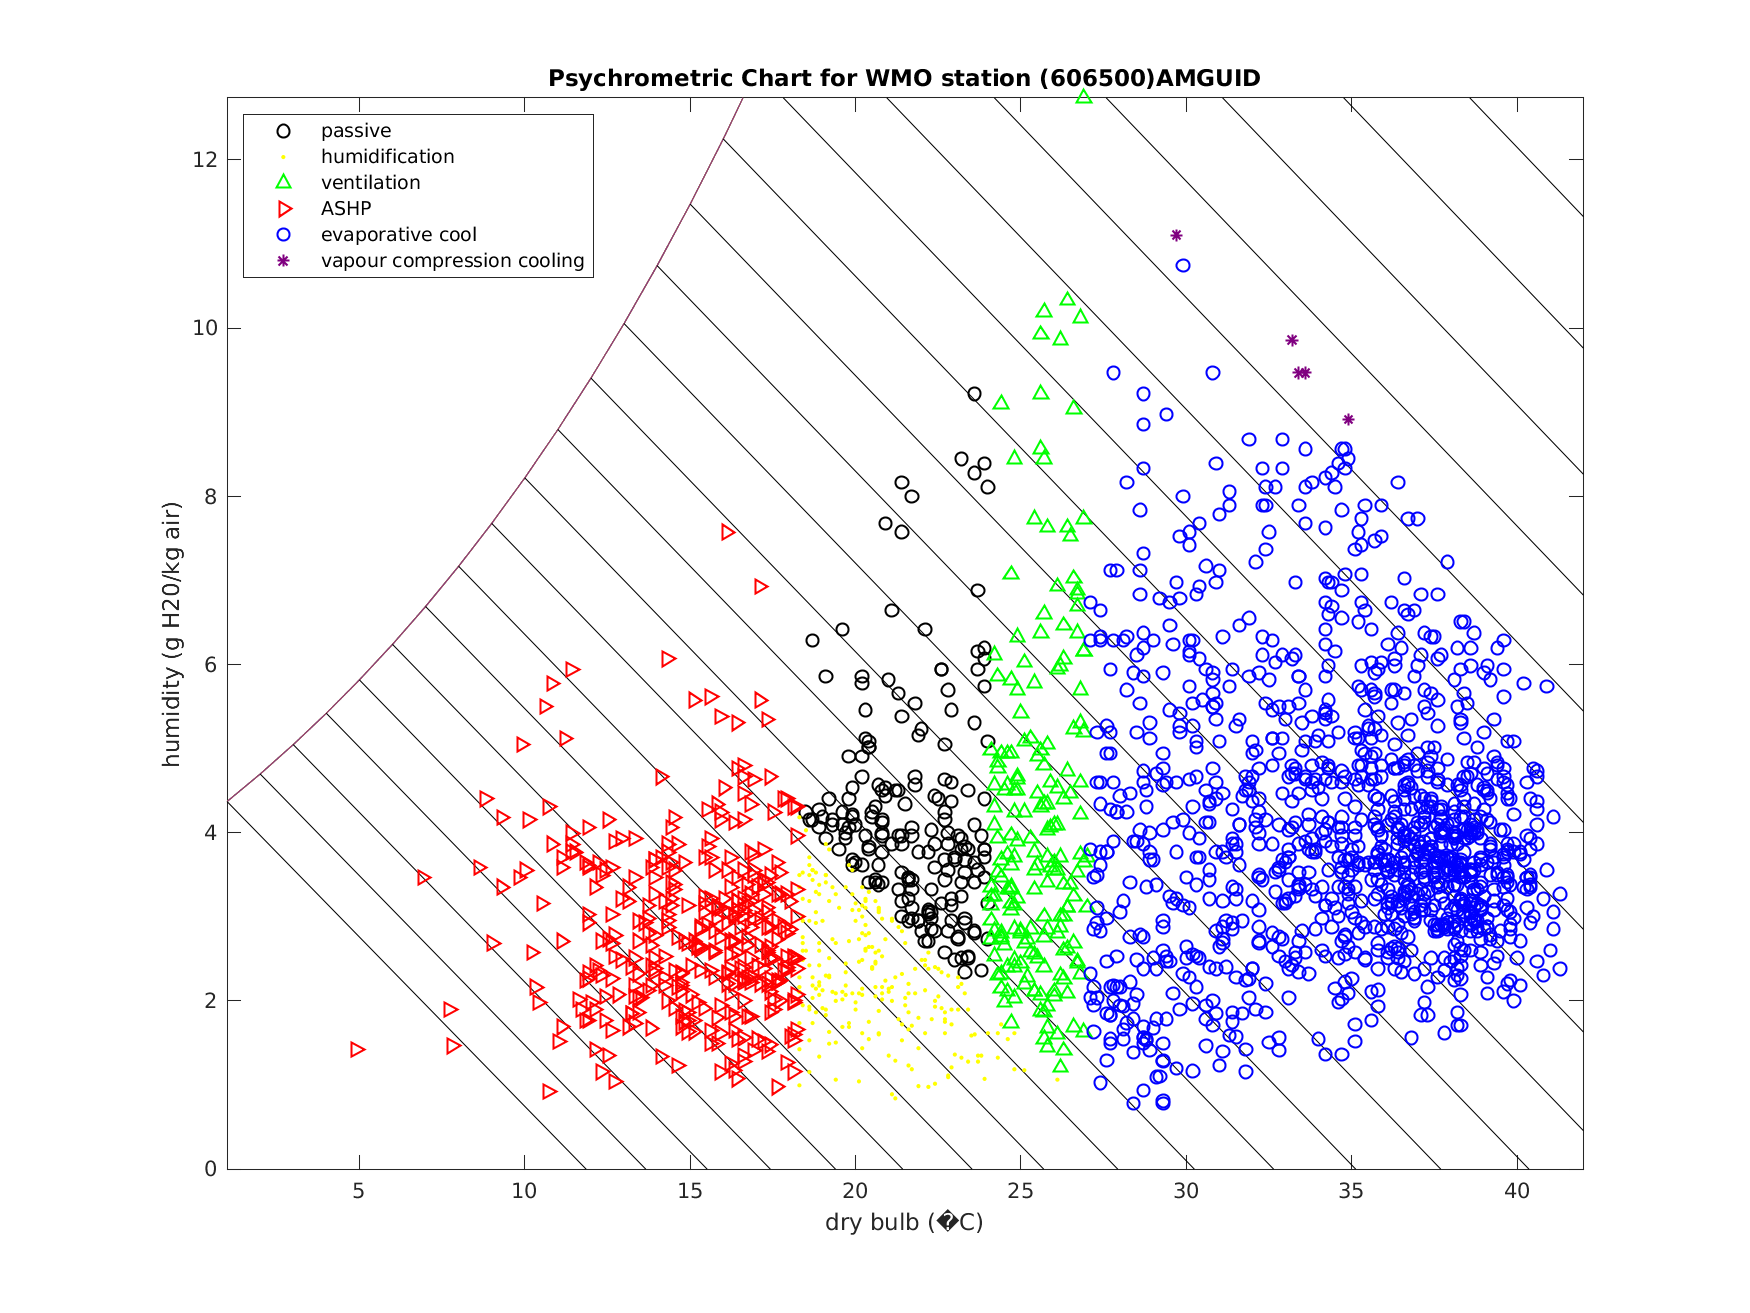 Psychrometric Chart for WMO station (606500)AMGUID
passive
humidification
ventilation
ASHP
evaporative cool
vapour compression cooling
humidity (g H20/kg air)
12
10
8
6
4
2
0
5 10 15 20 25 30 35 40
dry bulb (�C)